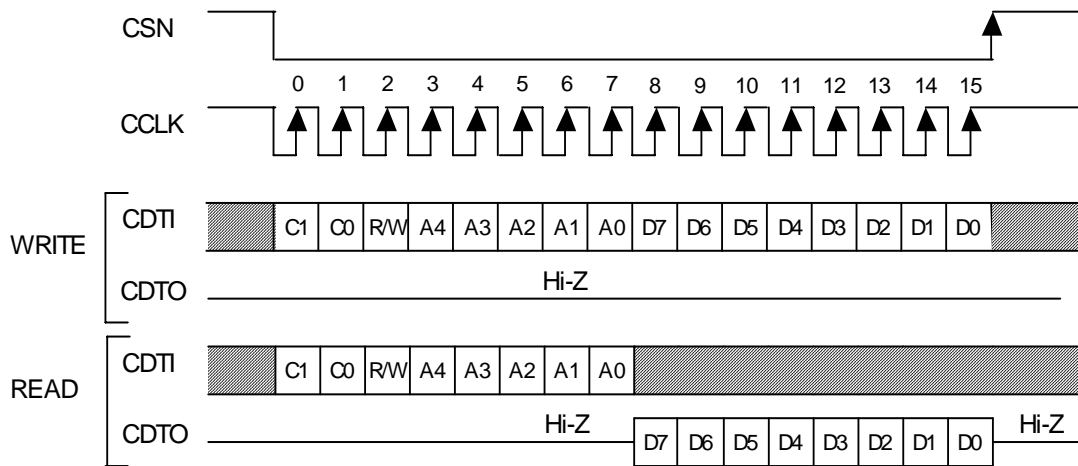 CSN
0 1 2 3 4 5 6 7 8 9 10 11 12 13 14 15
CCLK
WRITE
CDTI C1 C0 R/W A4 A3 A2 A1 A0 D7 D6 D5 D4 D3 D2 D1 D0
CDTO Hi-Z
READ
CDTI C1 C0 R/W A4 A3 A2 A1 A0
CDTO Hi-Z D7 D6 D5 D4 D3 D2 D1 D0 Hi-Z